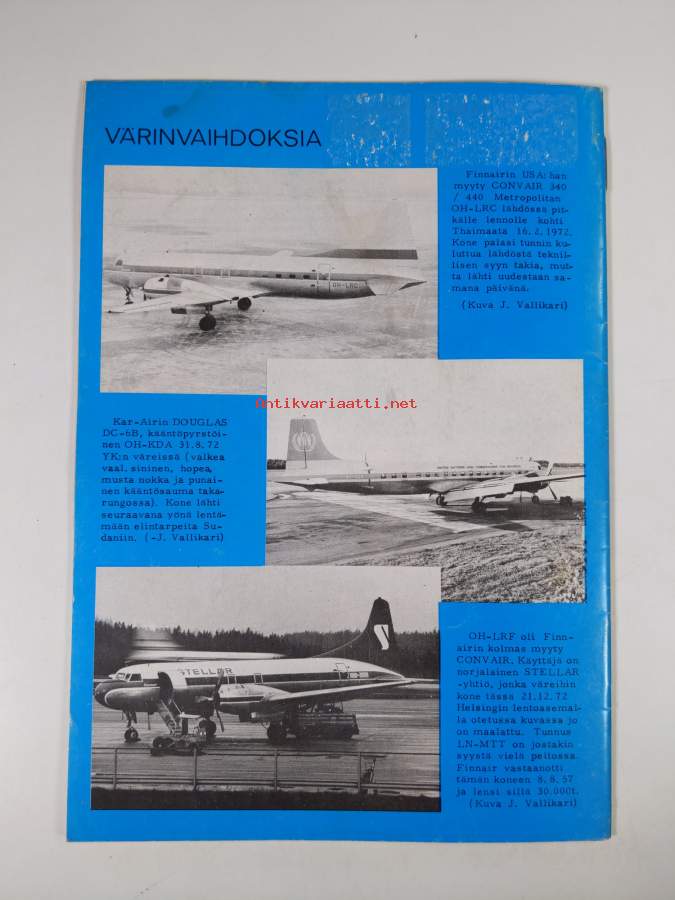 VÄRINVAIHDOKSIA
Finnairin USA: han
myyty CONVAIR 340
/ 440 Metropolitan
OH-LRC lähdössä pit-
källe lennolle kohti
Thaimaata 16.2.1972.
Kone palasi tunnin ku-
luttua lähdöstä teknil-
lisen syyn takia, mut-
ta lähti uudestaan sa-
mana päivänä.
(Kuva J. Vallikari)
OH-LRC
Antikvariaatti.net
Kar-Airin DOUGLAS
DC-6B, kääntöpyrstöi-
nen OH-KDA 31.8.72
YK:n väreissä (valkea
vaal. sininen, hopea,
musta nokka ja punai-
nen kääntösauma taka-
rungossa). Kone lähti
seuraavana yönä lentä-
mään elintarpeita Su-
daniin. (-J. Vallikari)
STELLAR
OH-LRF oli Finn-
airin kolmas myyty
CONVAIR. Käyttäjä on
norjalainen STELLAR
-yhtiö, jonka väreihin
kone tässä 21.12.72
Helsingin lentoasemal-
la otetussa kuvassa jo
on maalattu. Tunnus
LN-MTT on jostakin
syystä vielä peitossa.
Finnair vastaanotti
tämän koneen 8.8.57
ja lensi sillä 30.000t.
(Kuva J. Vallikari)